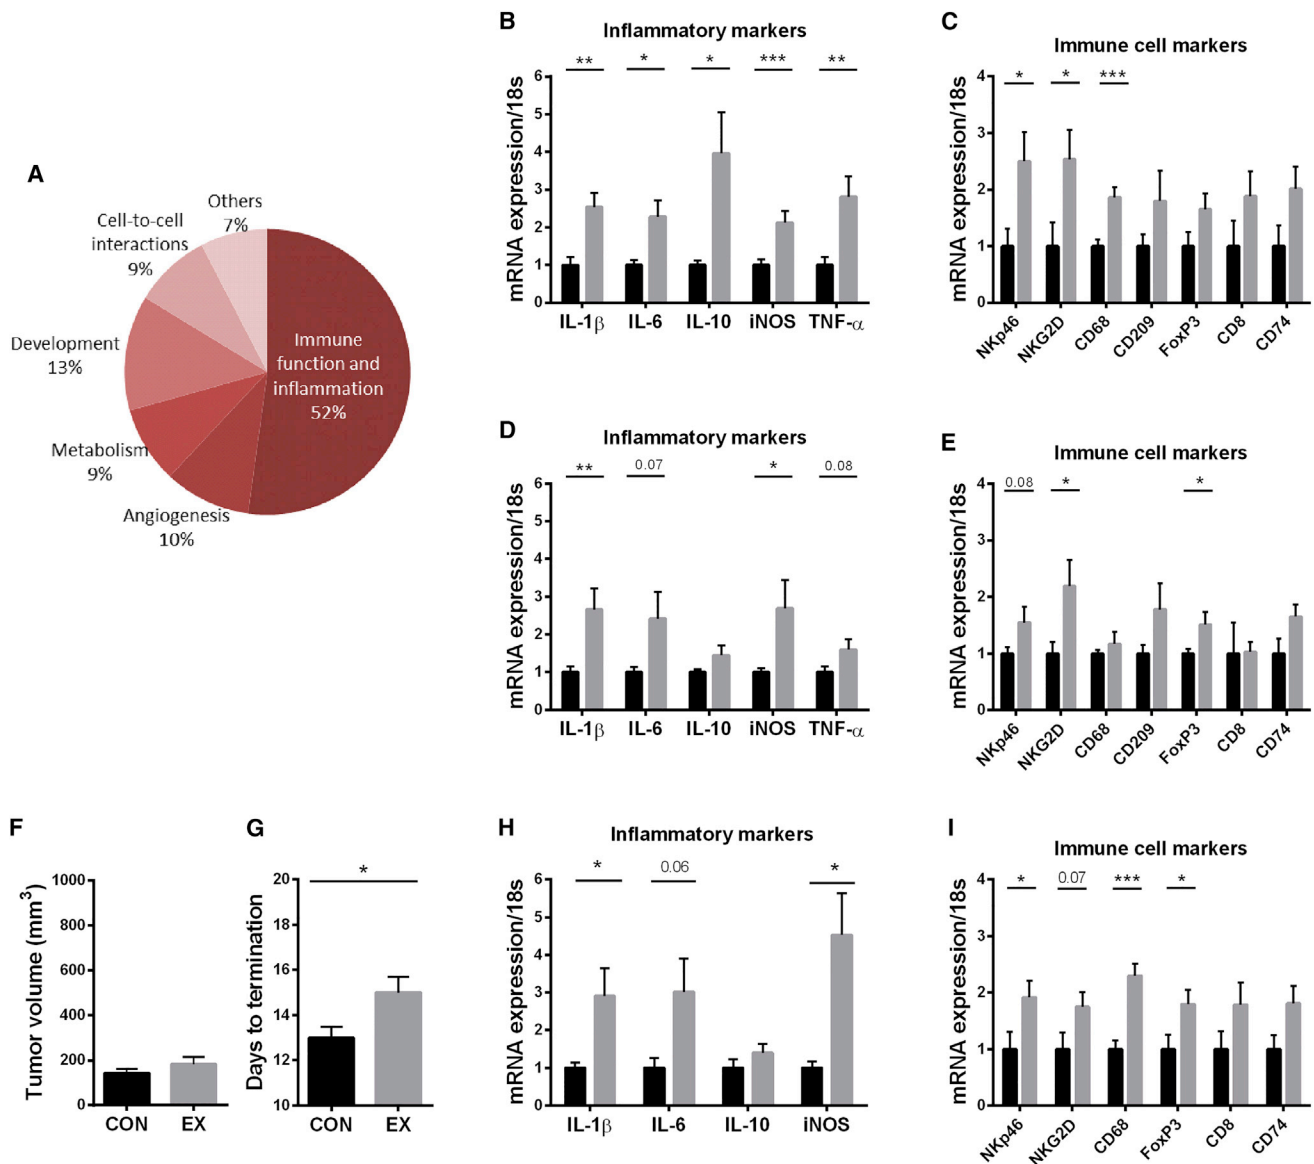 A
Others
7%
Cell-to-cell
interactions
9%
Development
13%
Metabolism
9%
Angiogenesis
10%
Immune
function and
inflammation
52%
B
Inflammatory markers
** * * *** **
mRNA expression/18s
6
5
4
3
2
1
0
IL-1β IL-6 IL-10 iNOS TNF-α
C
Immune cell markers
* * ***
mRNA expression/18s
4
3
2
1
0
NKp46 NKG2D CD68 CD209 FoxP3 CD8 CD74
D
Inflammatory markers
** 0.07 * 0.08
mRNA expression/18s
6
5
4
3
2
1
0
IL-1β IL-6 IL-10 iNOS TNF-α
E
Immune cell markers
0.08 * *
mRNA expression/18s
4
3
2
1
0
NKp46 NKG2D CD68 CD209 FoxP3 CD8 CD74
F
Tumor volume (mm3)
1000
800
600
400
200
0
CON EX
G
*
Days to termination
20
18
16
14
12
10
CON EX
H
Inflammatory markers
* 0.06 *
mRNA expression/18s
6
5
4
3
2
1
0
IL-1β IL-6 IL-10 iNOS
I
Immune cell markers
* 0.07 *** *
mRNA expression/18s
4
3
2
1
0
NKp46 NKG2D CD68 FoxP3 CD8 CD74